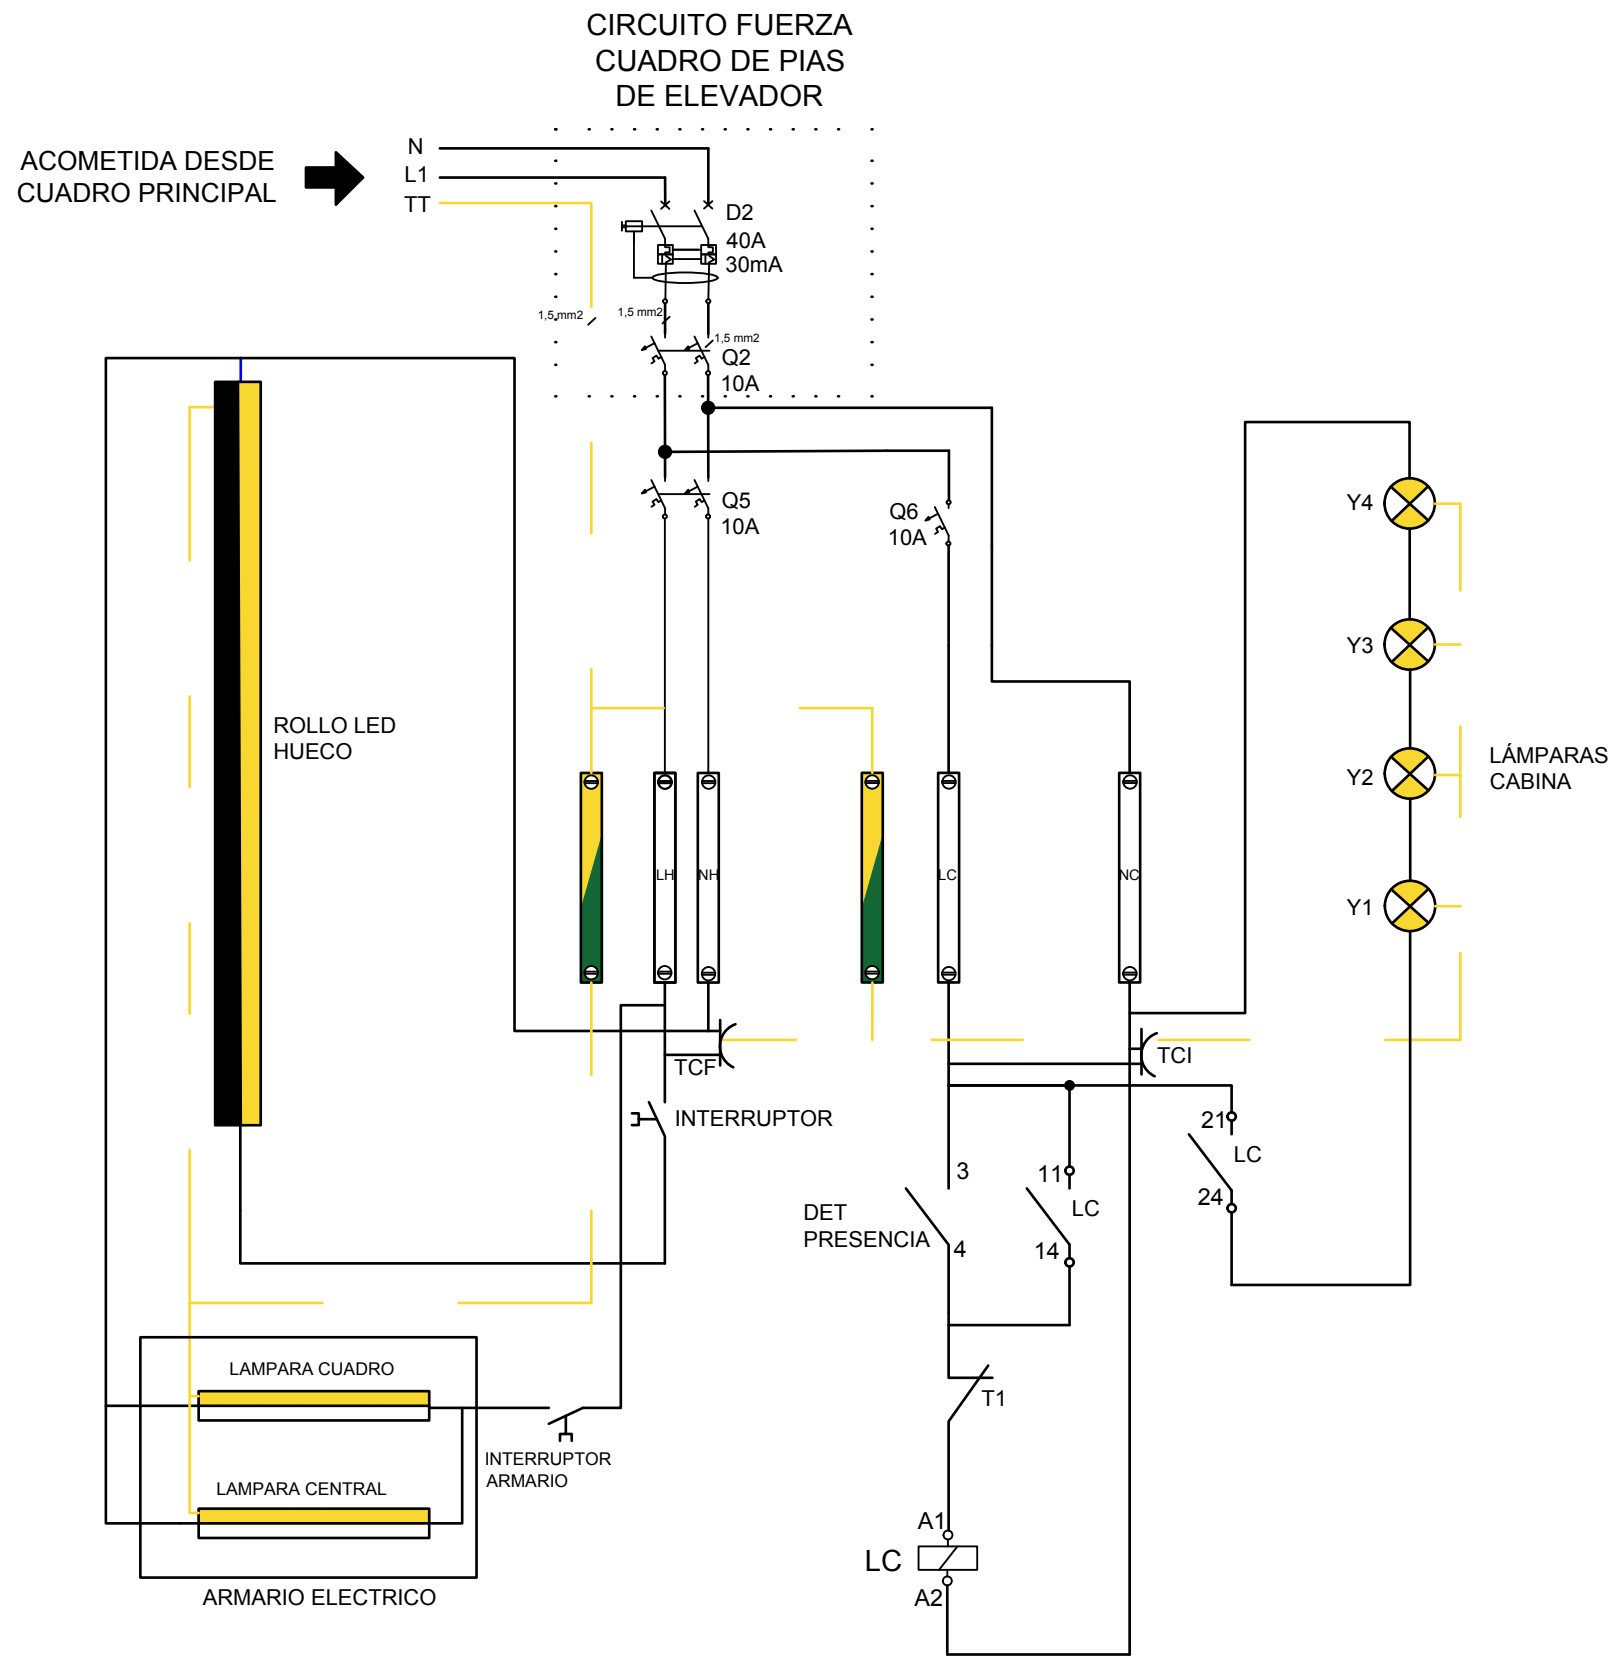 CIRCUITO FUERZA
CUADRO DE PIAS
DE ELEVADOR
ACOMETIDA DESDE
CUADRO PRINCIPAL
N
L1
TT
D2
40A
30mA
1,5 mm2
1,5 mm2
1,5 mm2
Q2
10A
Q5
10A
Q6
10A
Y4
Y3
Y2
Y1
LÁMPARAS
CABINA
ROLLO LED
HUECO
LH
NH
LC
NC
TCF
TCI
INTERRUPTOR
21
LC
24
3
DET
PRESENCIA
4
11
LC
14
T1
LAMPARA CUADRO
INTERRUPTOR
ARMARIO
LAMPARA CENTRAL
ARMARIO ELECTRICO
A1
LC
A2